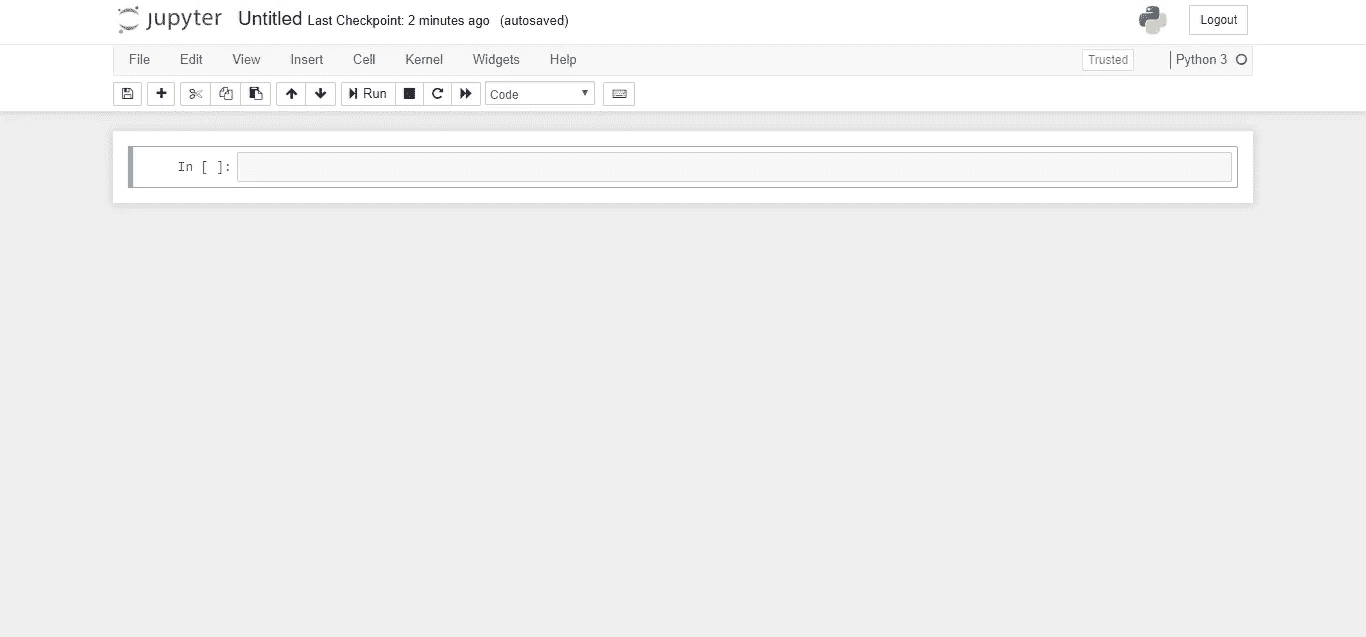 jupyter Untitled Last Checkpoint: 2 minutes ago (autosaved) Logout
File Edit View Insert Cell Kernel Widgets Help Trusted Python 3
Run Code
In [ ]: